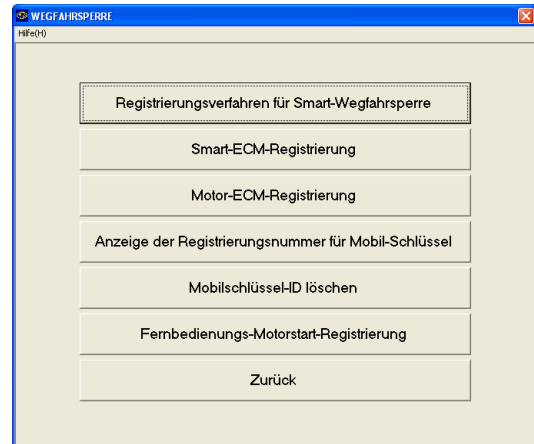 WEGFAHRSPERRE
Hilfe(H)
Registrierungsverfahren für Smart-Wegfahrsperre
Smart-ECM-Registrierung
Motor-ECM-Registrierung
Anzeige der Registrierungsnummer für Mobil-Schlüssel
Mobilschlüssel-ID löschen
Fernbedienungs-Motorstart-Registrierung
Zurück